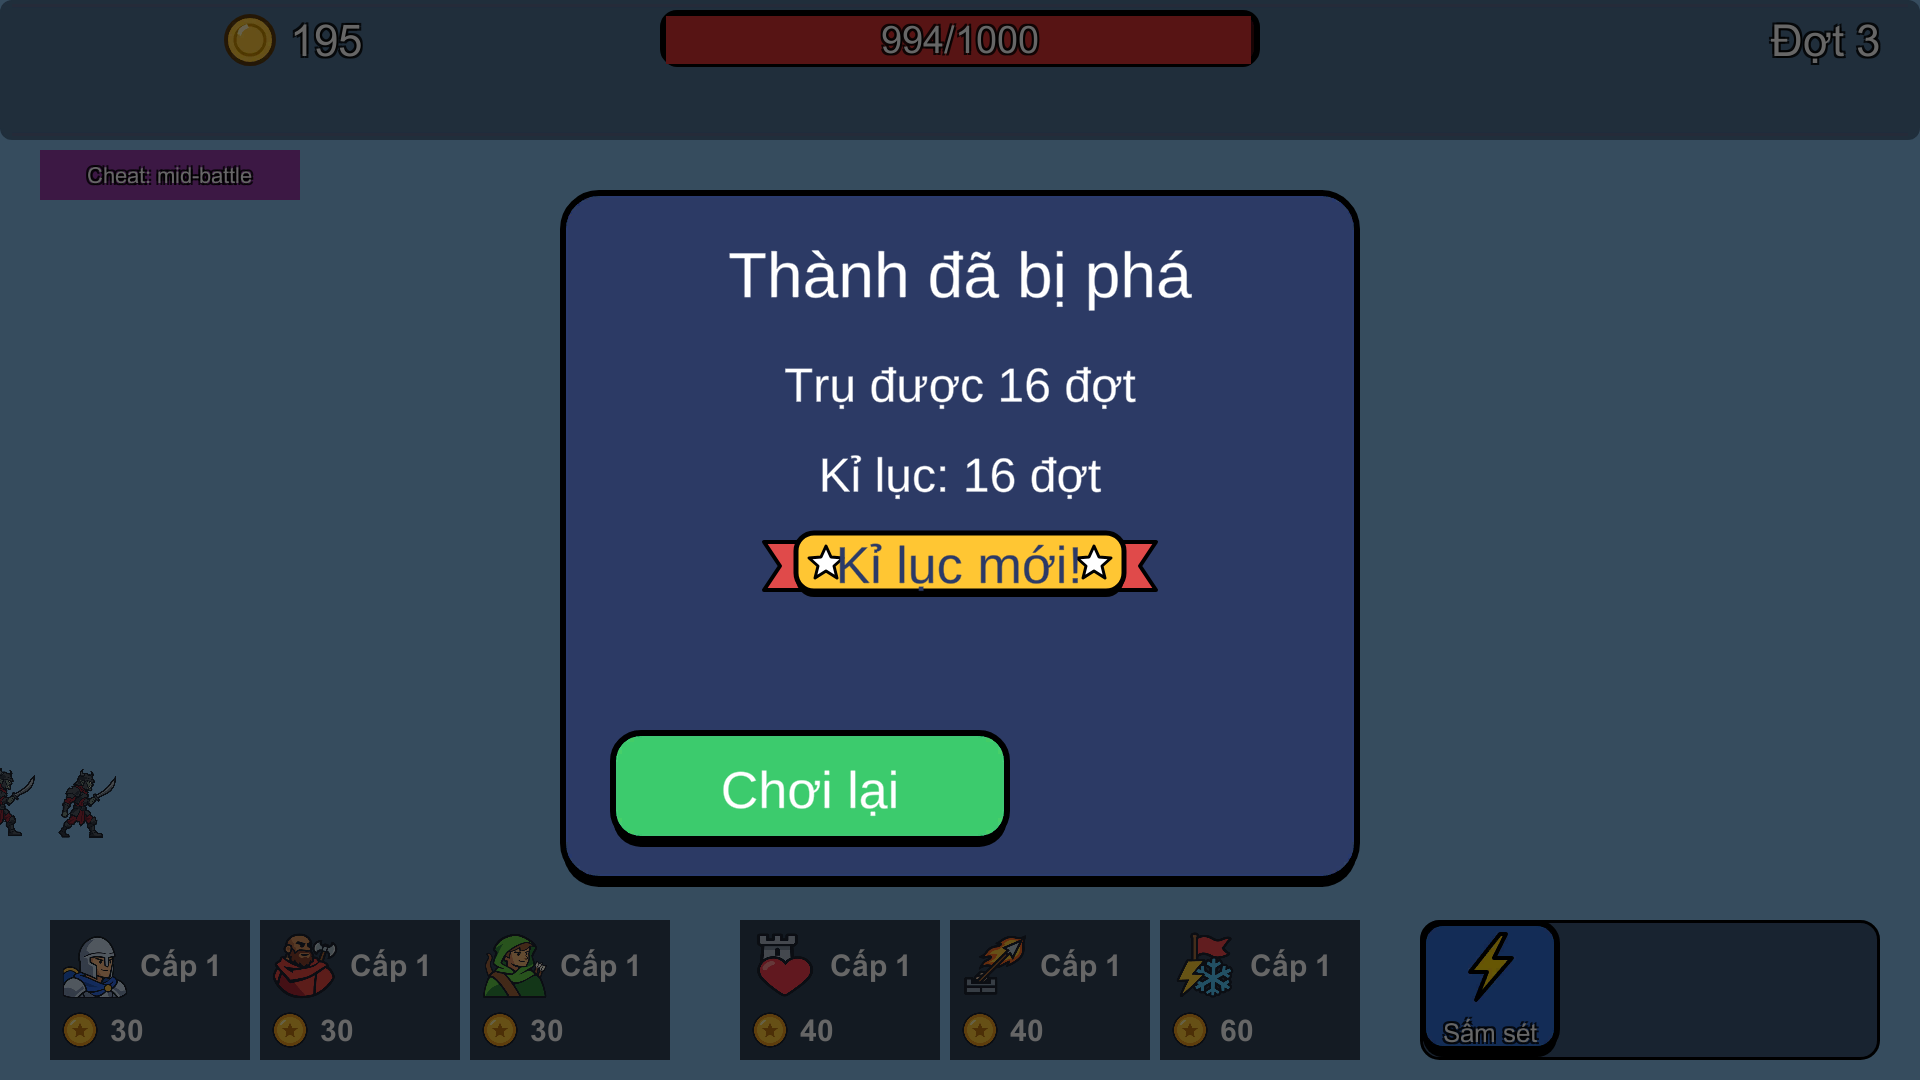 195
994/1000
Đợt 3
Cheat: mid-battle
Thành đã bị phá
Trụ được 16 đợt
Kỉ lục: 16 đợt
Kỉ lục mới!
Chơi lại
Cấp 1
30
Cấp 1
30
Cấp 1
30
Cấp 1
40
Cấp 1
40
Cấp 1
60
Sấm sét